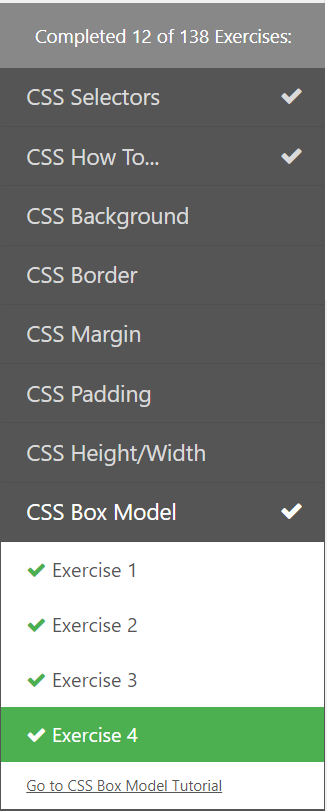 Completed 12 of 138 Exercises:
CSS Selectors
CSS How To...
CSS Background
CSS Border
CSS Margin
CSS Padding
CSS Height/Width
CSS Box Model
Exercise 1
Exercise 2
Exercise 3
Exercise 4
Go to CSS Box Model Tutorial